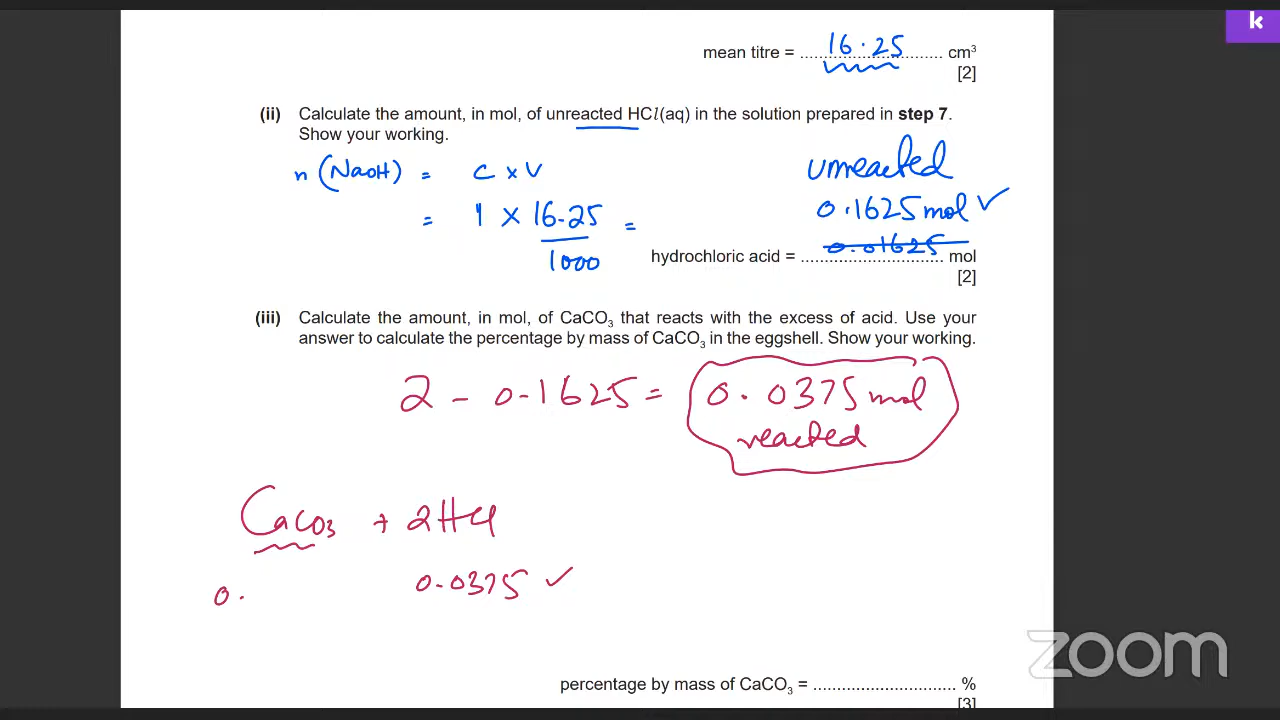 k
mean titre = 16.25 cm³
[2]
(ii) Calculate the amount, in mol, of unreacted HCl(aq) in the solution prepared in step 7.
Show your working.
n (NaOH) = C × V
unreacted
= 1 × 16.25/1000 =
0.1625 mol ✓
0.01625
hydrochloric acid = .............................. mol
[2]
(iii) Calculate the amount, in mol, of CaCO₃ that reacts with the excess of acid. Use your
answer to calculate the percentage by mass of CaCO₃ in the eggshell. Show your working.
2 - 0.1625 = 0.0375 mol
reacted
CaCO3 + 2HCl
0. 0.0375 ✓
zoom
percentage by mass of CaCO₃ = .............................. %
[3]